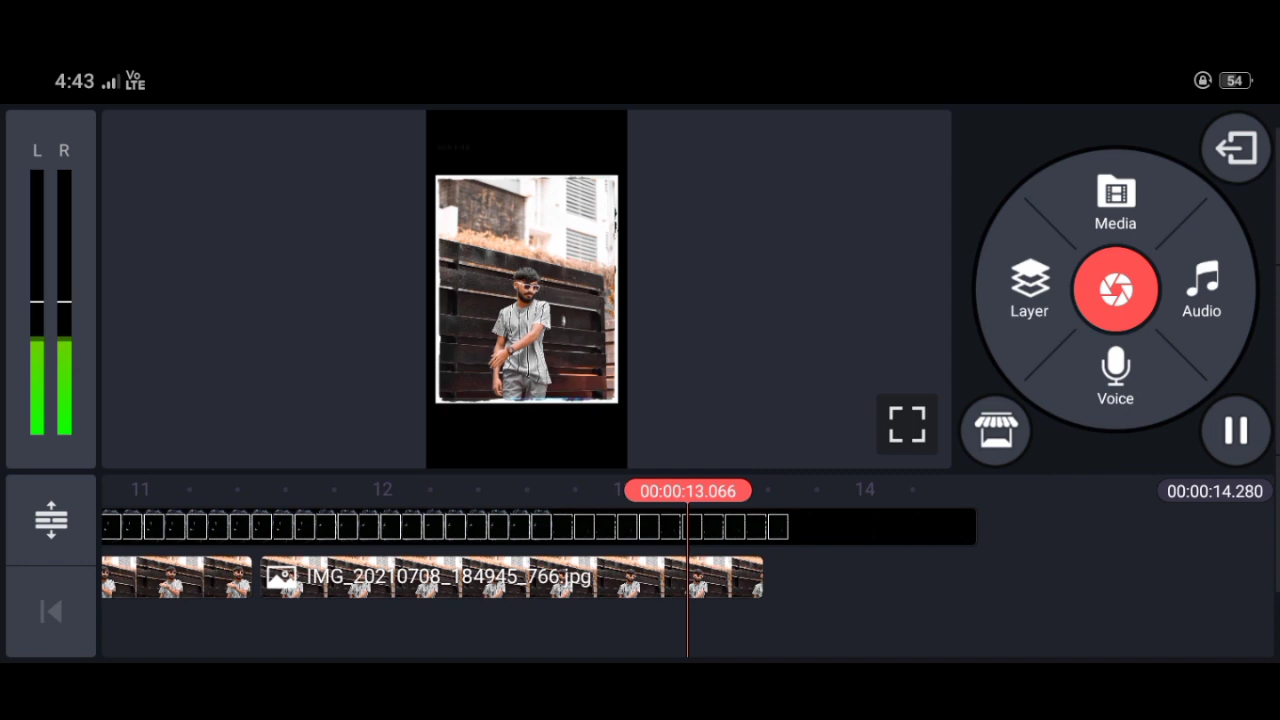 4:43 Vo LTE 54
L R
Media
Layer
Audio
Voice
11 12 00:00:13.066 14 00:00:14.280
IMG_20210708_184945_766.jpg